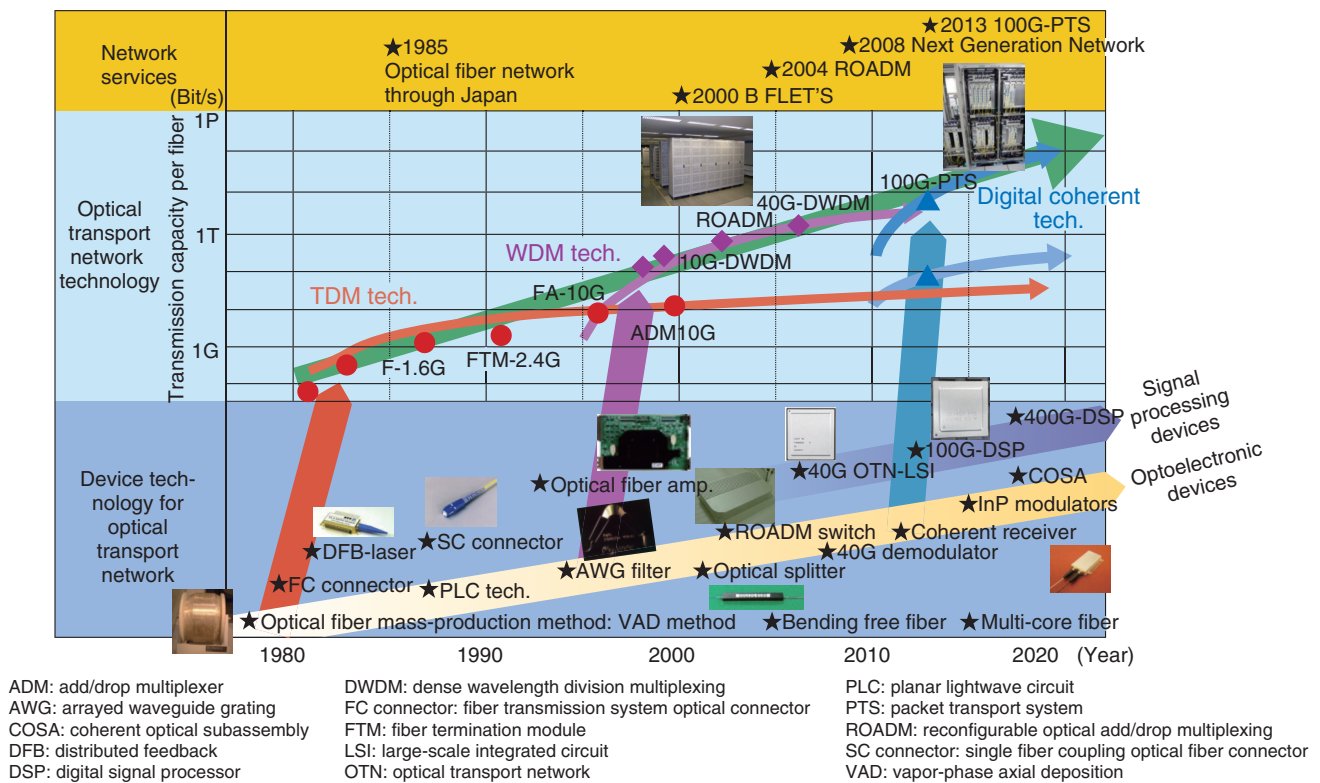 Network
services
(Bit/s)
★1985
Optical fiber network
through Japan
★2000 B FLET'S
★2004 ROADM
★2008 Next Generation Network
★2013 100G-PTS
Optical
transport
network
technology
Transmission capacity per fiber
1P
1T
1G
TDM tech.
WDM tech.
Digital coherent
tech.
F-1.6G
FTM-2.4G
FA-10G
ADM10G
10G-DWDM
ROADM
40G-DWDM
100G-PTS
Device tech-
nology for
optical
transport
network
Signal
processing
devices
Optoelectronic
devices
★400G-DSP
★100G-DSP
★40G OTN-LSI
★COSA
★Optical fiber amp.
★InP modulators
★ROADM switch
★Coherent receiver
★SC connector
★DFB-laser
★40G demodulator
★AWG filter
★Optical splitter
★FC connector
★PLC tech.
★Optical fiber mass-production method: VAD method
★Bending free fiber
★Multi-core fiber
1980
1990
2000
2010
2020
(Year)
ADM: add/drop multiplexer
AWG: arrayed waveguide grating
COSA: coherent optical subassembly
DFB: distributed feedback
DSP: digital signal processor
DWDM: dense wavelength division multiplexing
FC connector: fiber transmission system optical connector
FTM: fiber termination module
LSI: large-scale integrated circuit
OTN: optical transport network
PLC: planar lightwave circuit
PTS: packet transport system
ROADM: reconfigurable optical add/drop multiplexing
SC connector: single fiber coupling optical fiber connector
VAD: vapor-phase axial deposition